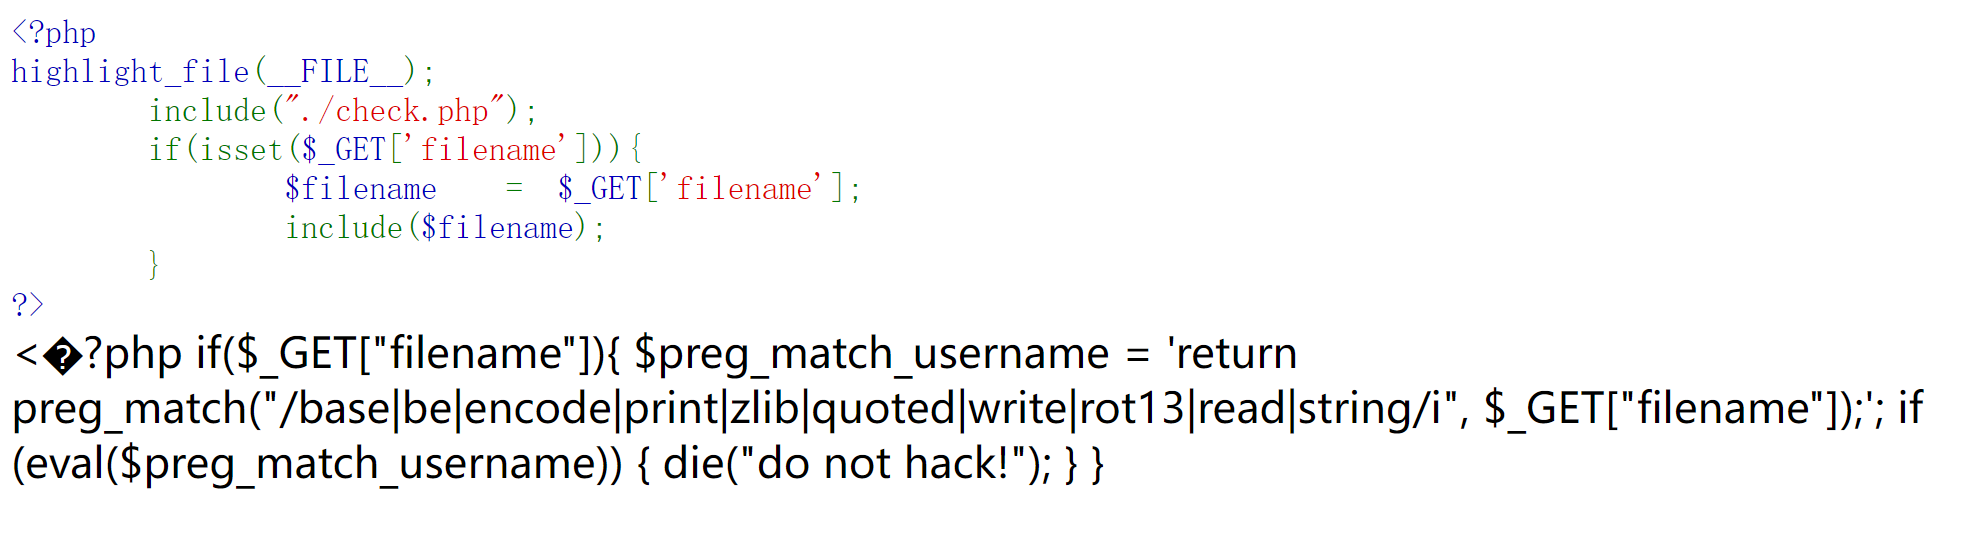 <?php
highlight_file(__FILE__);
include("./check.php");
if(isset($_GET['filename'])){
$filename  =  $_GET['filename'];
include($filename);
}
?>
<�?php if($_GET["filename"]){ $preg_match_username = 'return
preg_match("/base|be|encode|print|zlib|quoted|write|rot13|read|string/i", $_GET["filename"]);'; if
(eval($preg_match_username)) { die("do not hack!"); } }